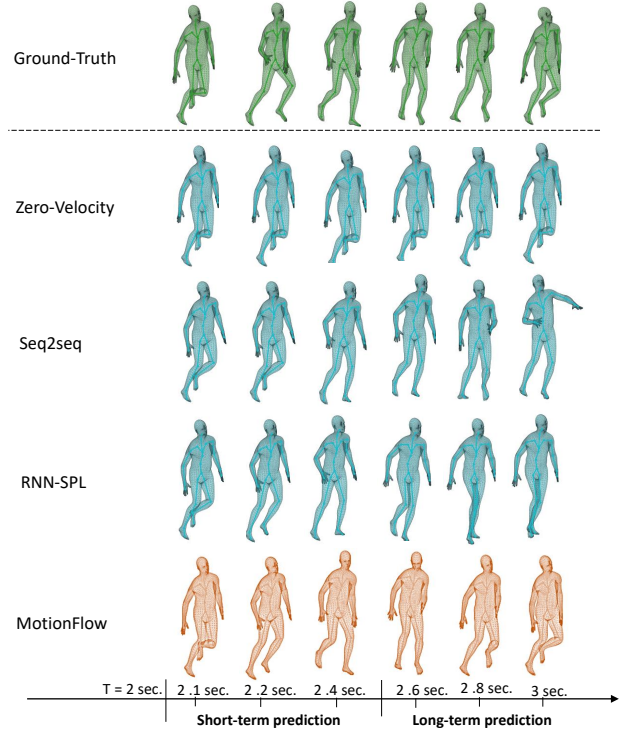 Ground-Truth
Zero-Velocity
Seq2seq
RNN-SPL
MotionFlow
T = 2 sec. 2 .1 sec. 2 .2 sec. 2 .4 sec. 2 .6 sec. 2 .8 sec. 3 sec.
Short-term prediction Long-term prediction